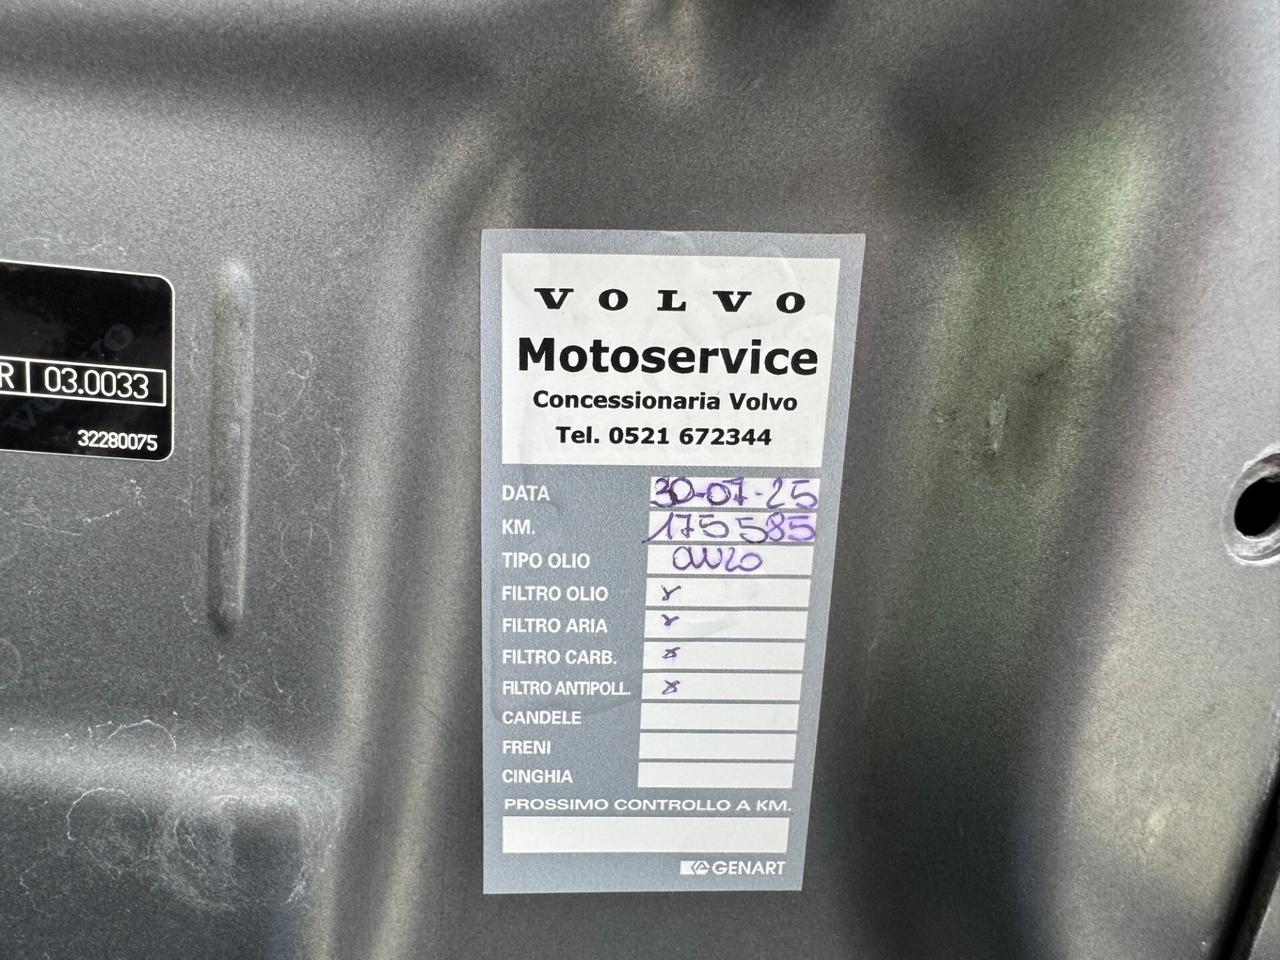 R 03.0033
32280075
VOLVO
Motoservice
Concessionaria Volvo
Tel. 0521 672344
DATA 30-07-25
KM. 175585
TIPO OLIO 0W20
FILTRO OLIO x
FILTRO ARIA x
FILTRO CARB. x
FILTRO ANTIPOLL. x
CANDELE
FRENI
CINGHIA
PROSSIMO CONTROLLO A KM.
GENART